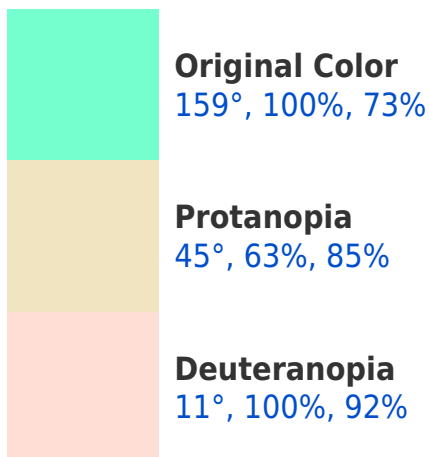 Original Color
159°, 100%, 73%
Protanopia
45°, 63%, 85%
Deuteranopia
11°, 100%, 92%